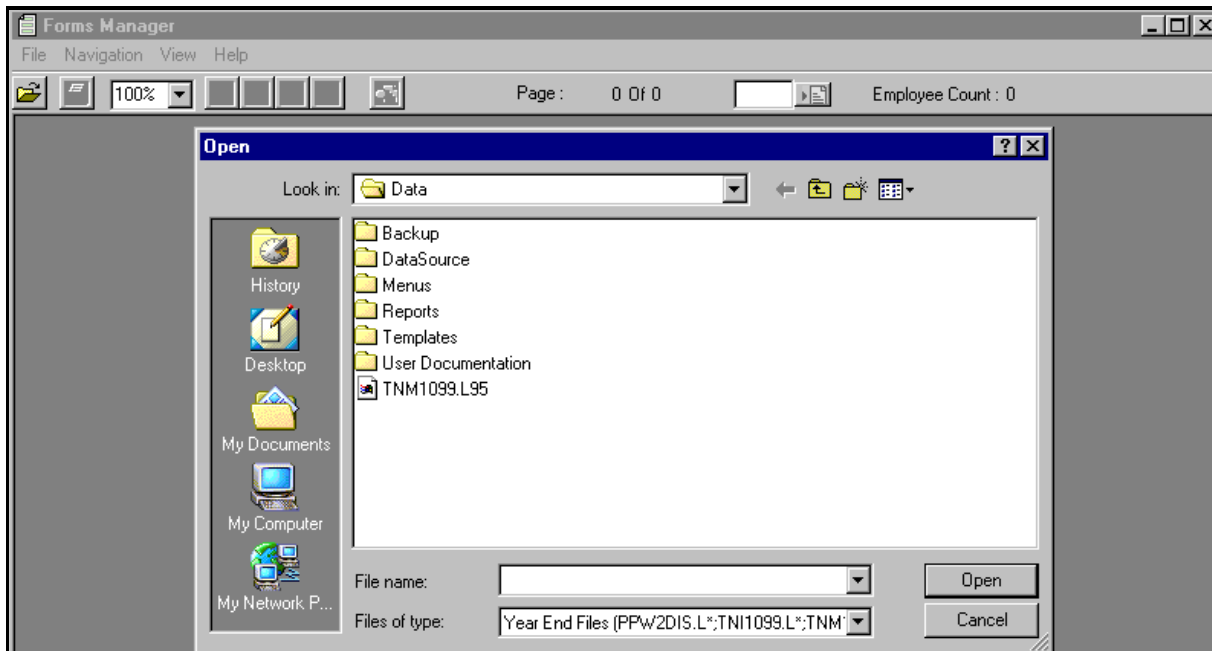 Forms Manager
File Navigation View Help
100% Page : 0 Of 0 Employee Count : 0
Open
Look in: Data
History
Desktop
My Documents
My Computer
My Network P...
Backup
DataSource
Menus
Reports
Templates
User Documentation
TNM1099.L95
File name: Open
Files of type: Year End Files (PPW2DIS.L*;TNI1099.L*;TNM Cancel